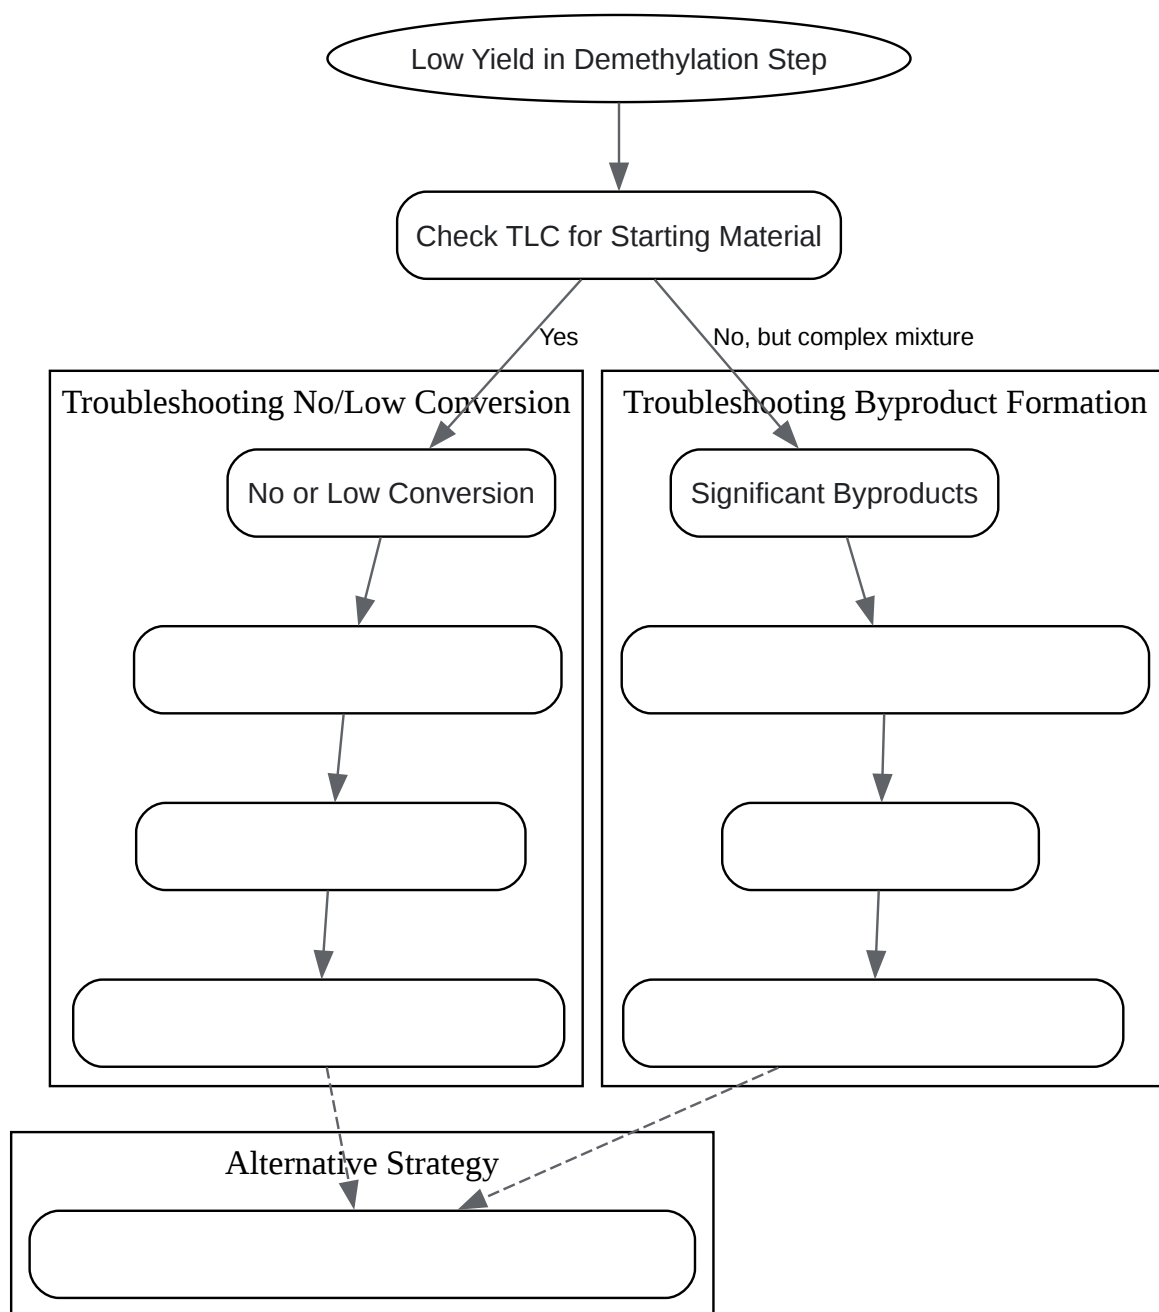 Low Yield in Demethylation Step
Check TLC for Starting Material
Yes
No, but complex mixture
Troubleshooting No/Low Conversion
Troubleshooting Byproduct Formation
No or Low Conversion
Significant Byproducts
Alternative Strategy